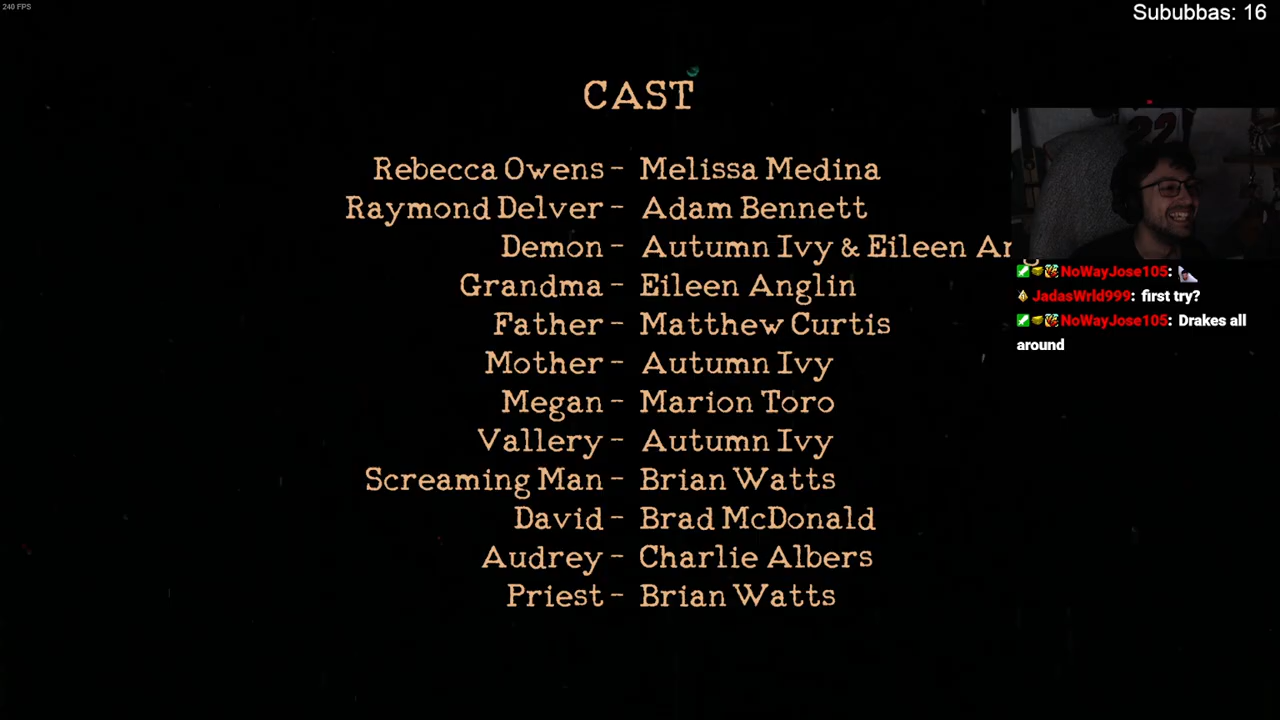 240 FPS
Sububbas: 16
CAST
Rebecca Owens - Melissa Medina
Raymond Delver - Adam Bennett
Demon - Autumn Ivy & Eileen
Grandma - Eileen Anglin
Father - Matthew Curtis
Mother - Autumn Ivy
Megan - Marion Toro
Vallery - Autumn Ivy
Screaming Man - Brian Watts
David - Brad McDonald
Audrey - Charlie Albers
Priest - Brian Watts
NoWayJose105:
JadasWrld999: first try?
NoWayJose105: Drakes all
around